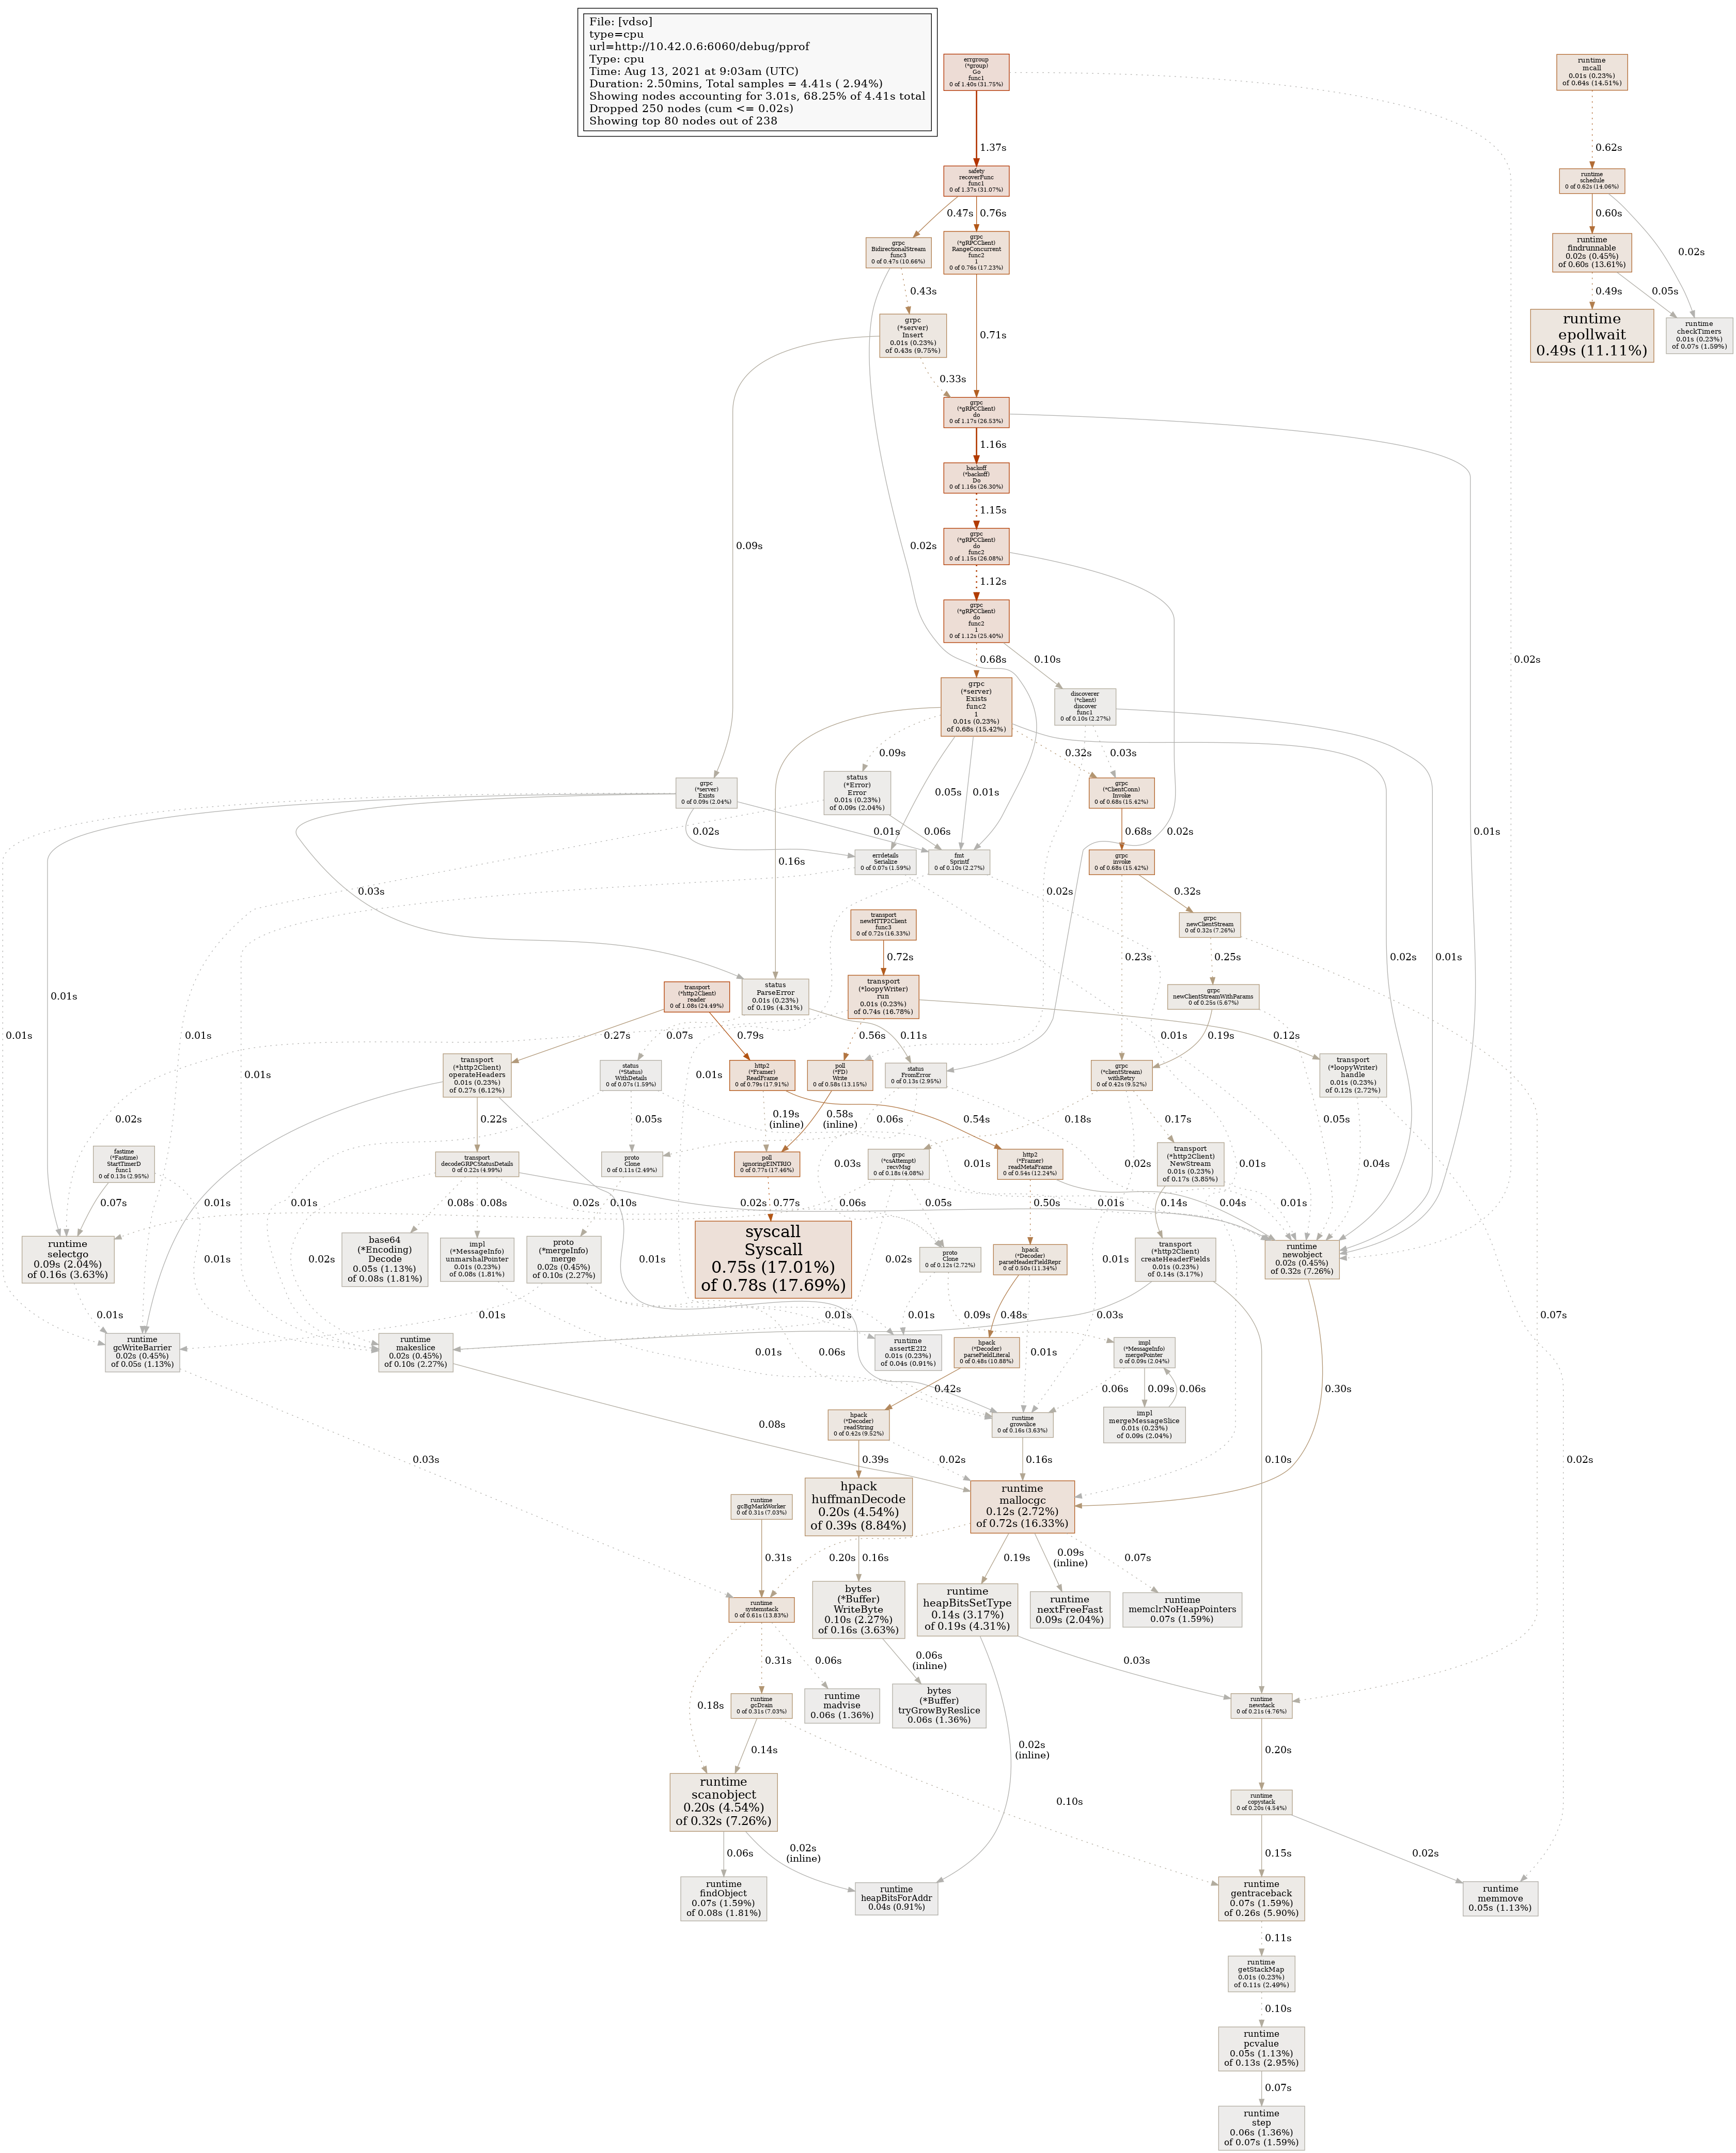 File: [vdso]
type=cpu
url=http://10.42.0.6:6060/debug/pprof
Type: cpu
Time: Aug 13, 2021 at 9:03am (UTC)
Duration: 2.50mins, Total samples = 4.41s ( 2.94%)
Showing nodes accounting for 3.01s, 68.25% of 4.41s total
Dropped 250 nodes (cum <= 0.02s)
Showing top 80 nodes out of 238
errgroup
(*group)
Go
func1
0 of 1.40s (31.75%)
runtime
mcall
0.01s (0.23%)
of 0.64s (14.51%)
1.37s
0.62s
safety
recoverFunc
func1
0 of 1.37s (31.07%)
runtime
schedule
0 of 0.62s (14.06%)
0.47s
0.76s
0.60s
0.02s
grpc
BidirectionalStream
func3
0 of 0.47s (10.66%)
grpc
(*gRPCClient)
RangeConcurrent
func2
1
0 of 0.76s (17.23%)
runtime
findrunnable
0.02s (0.45%)
of 0.60s (13.61%)
0.43s
0.71s
0.49s
0.05s
grpc
(*server)
Insert
0.01s (0.23%)
of 0.43s (9.75%)
runtime
epollwait
0.49s (11.11%)
runtime
checkTimers
0.01s (0.23%)
of 0.07s (1.59%)
0.33s
grpc
(*gRPCClient)
do
0 of 1.17s (26.53%)
1.16s
backoff
(*backoff)
Do
0 of 1.16s (26.30%)
1.15s
0.09s
0.02s
grpc
(*gRPCClient)
do
func2
0 of 1.15s (26.08%)
1.12s
grpc
(*gRPCClient)
do
func2
1
0 of 1.12s (25.40%)
0.68s
0.10s
0.02s
grpc
(*server)
Exists
func2
1
0.01s (0.23%)
of 0.68s (15.42%)
discoverer
(*client)
discover
func1
0 of 0.10s (2.27%)
0.09s
0.32s
0.03s
grpc
(*server)
Exists
0 of 0.09s (2.04%)
status
(*Error)
Error
0.01s (0.23%)
of 0.09s (2.04%)
0.05s
0.01s
grpc
(*ClientConn)
Invoke
0 of 0.68s (15.42%)
0.02s
0.01s
0.06s
0.68s
0.02s
0.01s
0.16s
errdetails
Serialize
0 of 0.07s (1.59%)
fmt
Sprintf
0 of 0.10s (2.27%)
grpc
invoke
0 of 0.68s (15.42%)
0.03s
0.02s
0.32s
transport
newHTTP2Client
func3
0 of 0.72s (16.33%)
grpc
newClientStream
0 of 0.32s (7.26%)
0.72s
0.23s
0.25s
0.02s
0.01s
0.01s
transport
(*http2Client)
reader
0 of 1.08s (24.49%)
status
ParseError
0.01s (0.23%)
of 0.19s (4.31%)
transport
(*loopyWriter)
run
0.01s (0.23%)
of 0.74s (16.78%)
grpc
newClientStreamWithParams
0 of 0.25s (5.67%)
0.01s
0.01s
0.27s
0.79s
0.07s
0.56s
0.11s
0.01s
0.19s
0.12s
transport
(*http2Client)
operateHeaders
0.01s (0.23%)
of 0.27s (6.12%)
status
(*Status)
WithDetails
0 of 0.07s (1.59%)
http2
(*Framer)
ReadFrame
0 of 0.79s (17.91%)
poll
(*FD)
Write
0 of 0.58s (13.15%)
status
FromError
0 of 0.13s (2.95%)
grpc
(*clientStream)
withRetry
0 of 0.42s (9.52%)
transport
(*loopyWriter)
handle
0.01s (0.23%)
of 0.12s (2.72%)
0.01s
0.01s
0.02s
0.22s
0.05s
0.19s
(inline)
0.58s
(inline)
0.06s
0.54s
0.18s
0.17s
0.05s
fastime
(*Fastime)
StartTimerD
func1
0 of 0.13s (2.95%)
transport
decodeGRPCStatusDetails
0 of 0.22s (4.99%)
proto
Clone
0 of 0.11s (2.49%)
poll
ignoringEINTRIO
0 of 0.77s (17.46%)
0.03s
grpc
(*csAttempt)
recvMsg
0 of 0.18s (4.08%)
0.01s
http2
(*Framer)
readMetaFrame
0 of 0.54s (12.24%)
0.02s
transport
(*http2Client)
NewStream
0.01s (0.23%)
of 0.17s (3.85%)
0.01s
0.04s
0.07s
0.01s
0.01s
0.08s
0.08s
0.02s
0.10s
0.02s
0.77s
0.06s
0.05s
0.50s
0.01s
0.04s
0.14s
0.01s
runtime
selectgo
0.09s (2.04%)
of 0.16s (3.63%)
0.01s
0.02s
base64
(*Encoding)
Decode
0.05s (1.13%)
of 0.08s (1.81%)
impl
(*MessageInfo)
unmarshalPointer
0.01s (0.23%)
of 0.08s (1.81%)
proto
(*mergeInfo)
merge
0.02s (0.45%)
of 0.10s (2.27%)
0.01s
syscall
Syscall
0.75s (17.01%)
of 0.78s (17.69%)
0.02s
proto
Clone
0 of 0.12s (2.72%)
hpack
(*Decoder)
parseHeaderFieldRepr
0 of 0.50s (11.34%)
0.01s
transport
(*http2Client)
createHeaderFields
0.01s (0.23%)
of 0.14s (3.17%)
runtime
newobject
0.02s (0.45%)
of 0.32s (7.26%)
0.01s
0.01s
0.01s
0.01s
0.09s
0.48s
0.03s
0.07s
runtime
gcWriteBarrier
0.02s (0.45%)
of 0.05s (1.13%)
runtime
makeslice
0.02s (0.45%)
of 0.10s (2.27%)
0.01s
0.06s
runtime
assertE2I2
0.01s (0.23%)
of 0.04s (0.91%)
hpack
(*Decoder)
parseFieldLiteral
0 of 0.48s (10.88%)
0.01s
impl
(*MessageInfo)
mergePointer
0 of 0.09s (2.04%)
0.42s
0.06s
0.09s
0.06s
0.30s
0.08s
hpack
(*Decoder)
readString
0 of 0.42s (9.52%)
runtime
growslice
0 of 0.16s (3.63%)
impl
mergeMessageSlice
0.01s (0.23%)
of 0.09s (2.04%)
0.03s
0.39s
0.02s
0.16s
0.10s
0.02s
runtime
gcBgMarkWorker
0 of 0.31s (7.03%)
hpack
huffmanDecode
0.20s (4.54%)
of 0.39s (8.84%)
runtime
mallocgc
0.12s (2.72%)
of 0.72s (16.33%)
0.31s
0.20s
0.16s
0.19s
0.09s
(inline)
0.07s
runtime
systemstack
0 of 0.61s (13.83%)
bytes
(*Buffer)
WriteByte
0.10s (2.27%)
of 0.16s (3.63%)
runtime
heapBitsSetType
0.14s (3.17%)
of 0.19s (4.31%)
runtime
nextFreeFast
0.09s (2.04%)
runtime
memclrNoHeapPointers
0.07s (1.59%)
0.18s
0.31s
0.06s
0.06s
(inline)
0.03s
runtime
gcDrain
0 of 0.31s (7.03%)
runtime
madvise
0.06s (1.36%)
bytes
(*Buffer)
tryGrowByReslice
0.06s (1.36%)
runtime
newstack
0 of 0.21s (4.76%)
0.14s
0.02s
(inline)
0.20s
runtime
scanobject
0.20s (4.54%)
of 0.32s (7.26%)
0.10s
runtime
copystack
0 of 0.20s (4.54%)
0.06s
0.02s
(inline)
0.15s
0.02s
runtime
findObject
0.07s (1.59%)
of 0.08s (1.81%)
runtime
heapBitsForAddr
0.04s (0.91%)
runtime
gentraceback
0.07s (1.59%)
of 0.26s (5.90%)
runtime
memmove
0.05s (1.13%)
0.11s
runtime
getStackMap
0.01s (0.23%)
of 0.11s (2.49%)
0.10s
runtime
pcvalue
0.05s (1.13%)
of 0.13s (2.95%)
0.07s
runtime
step
0.06s (1.36%)
of 0.07s (1.59%)